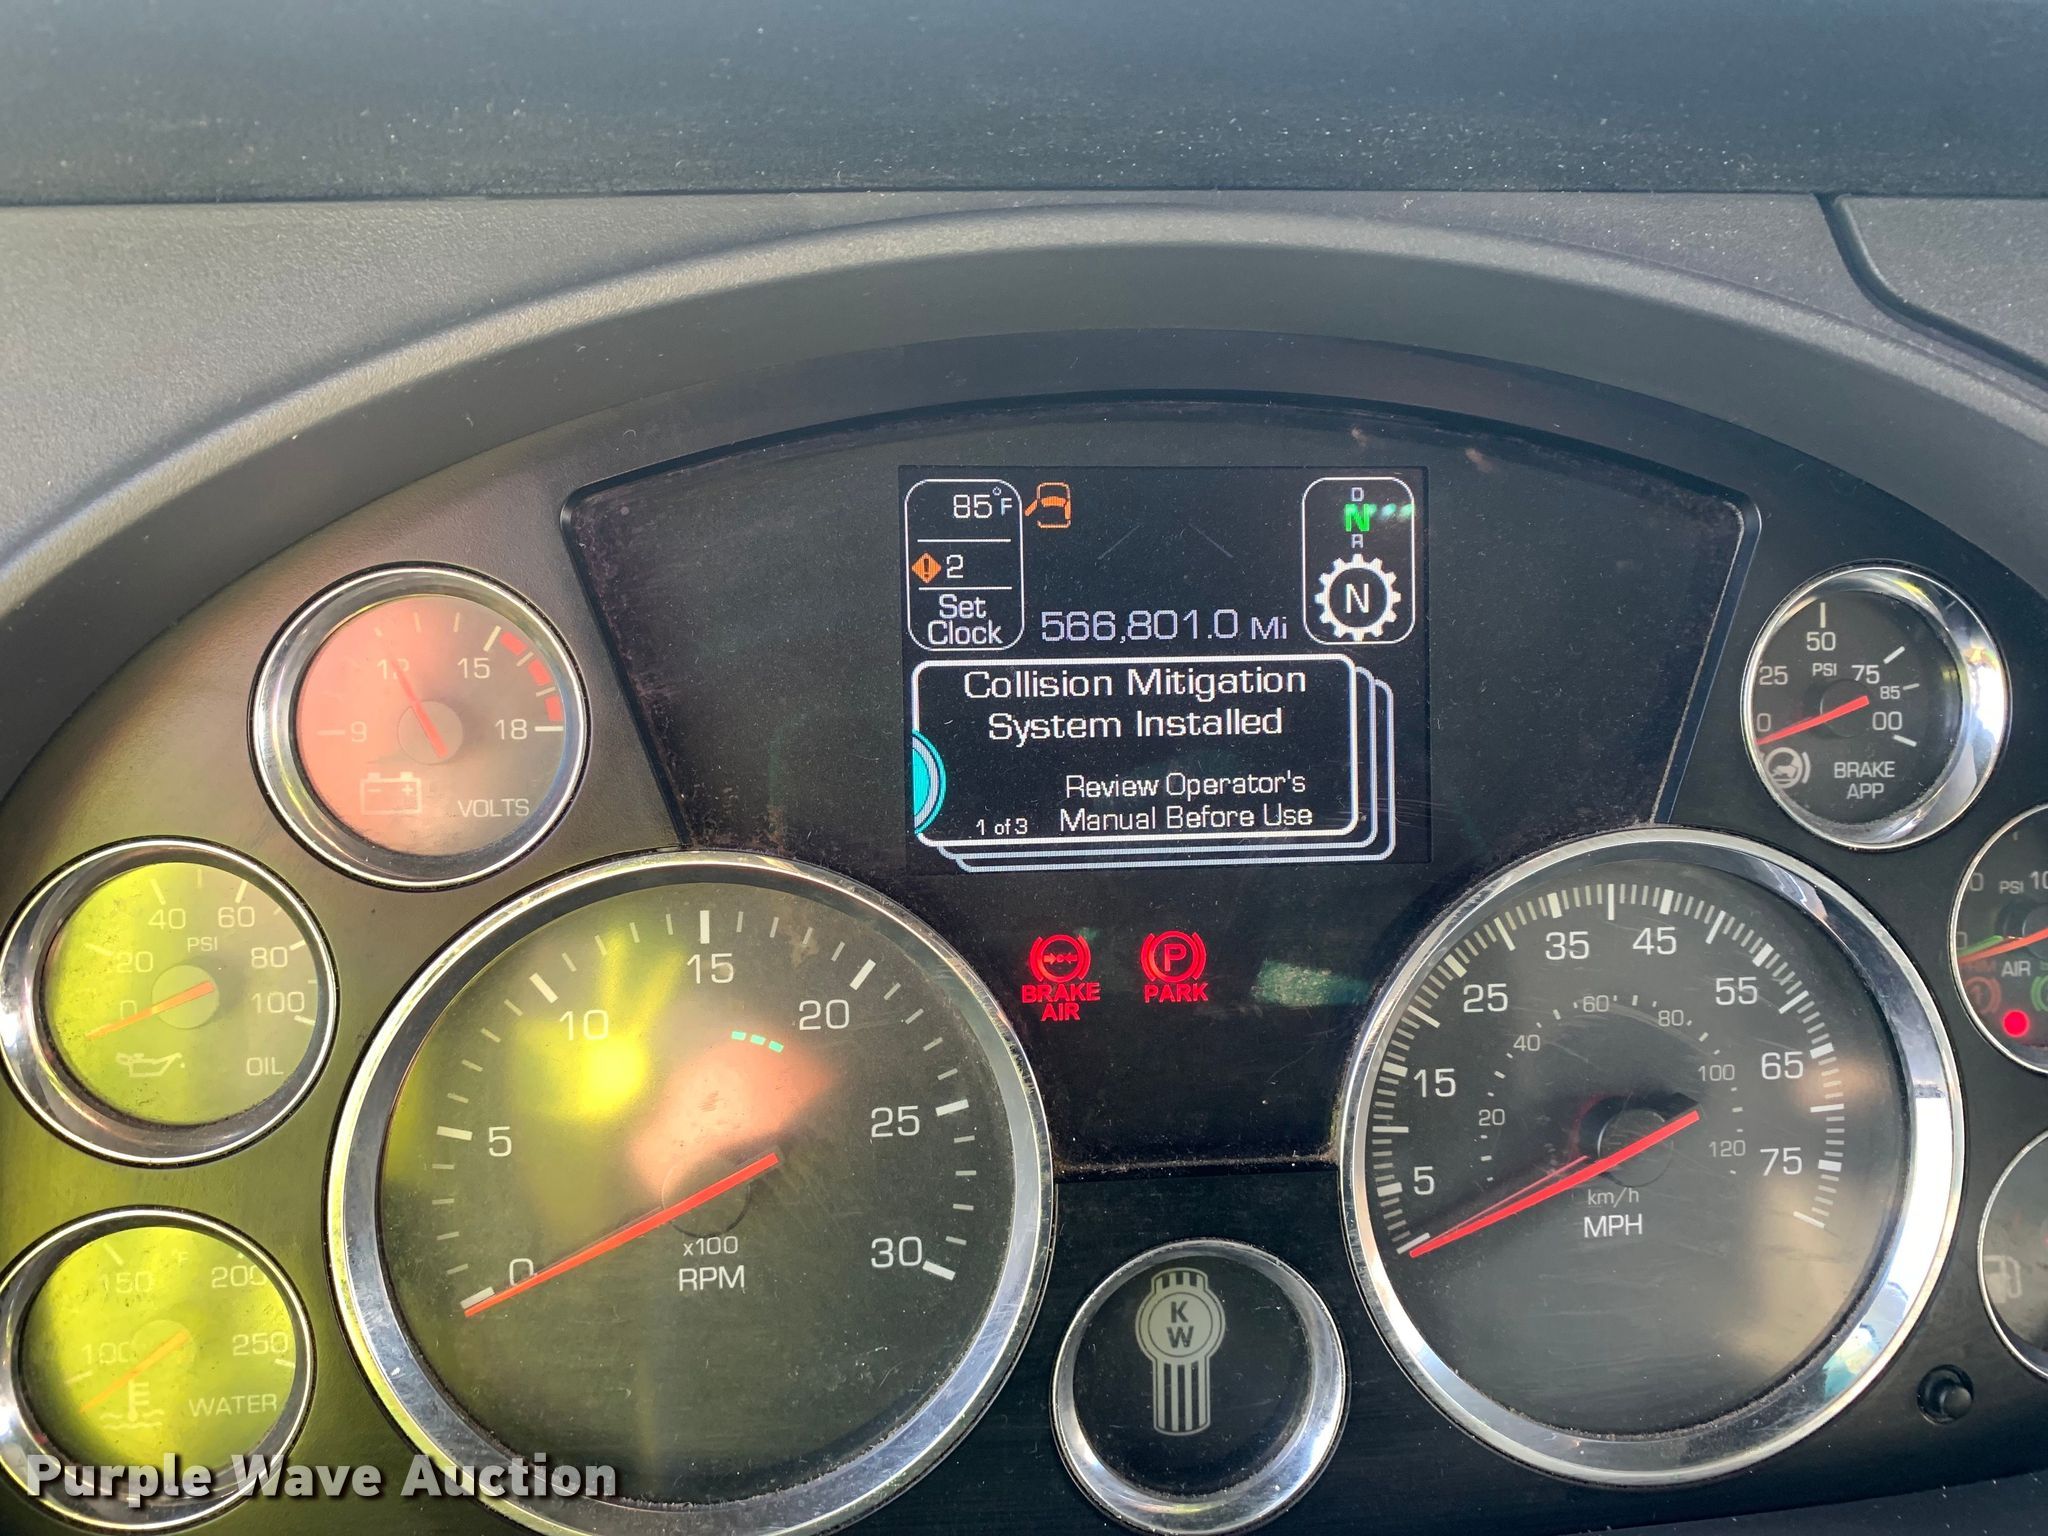 85°F
2
Set
Clock
566,801.0 Mi
D
N
R
N
Collision Mitigation
System Installed
Review Operator's
1 of 3 Manual Before Use
BRAKE
AIR
PARK
9 12 15 18
VOLTS
0 20 40 60 80 100
PSI
OIL
100 150 200 250
°F
WATER
0 5 10 15 20 25 30
x100
RPM
5 15 25 35 45 55 65 75
20 40 60 80 100 120
km/h
MPH
0 25 50 75 85 00
PSI
BRAKE
APP
0 PSI 10
AIR
K
W
Purple Wave Auction